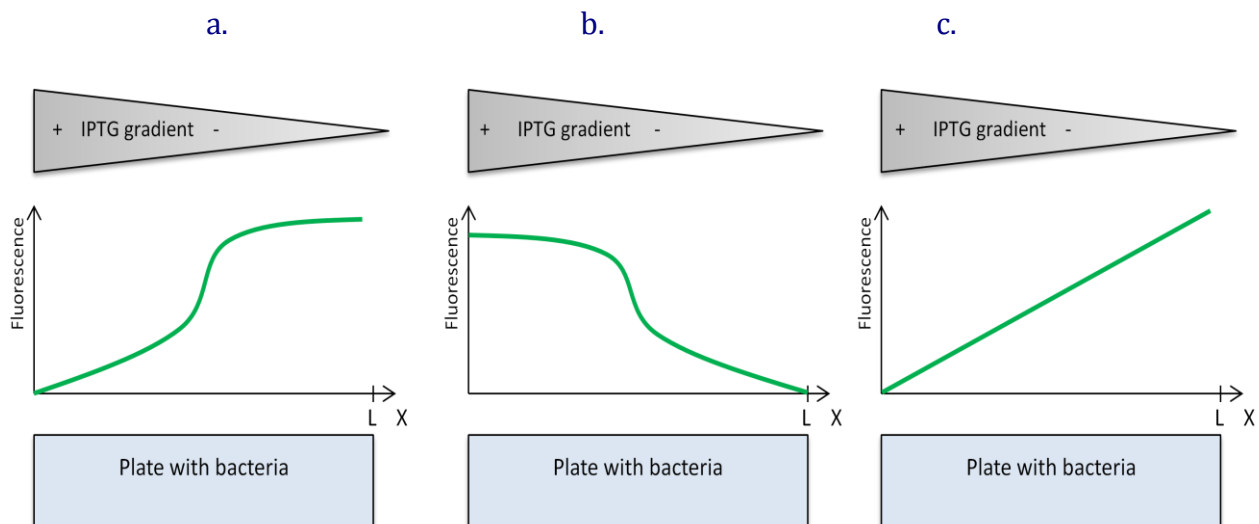 a.
b.
c.
+ IPTG gradient -
+ IPTG gradient -
+ IPTG gradient -
Fluorescence
Fluorescence
Fluorescence
L X
L X
L X
Plate with bacteria
Plate with bacteria
Plate with bacteria